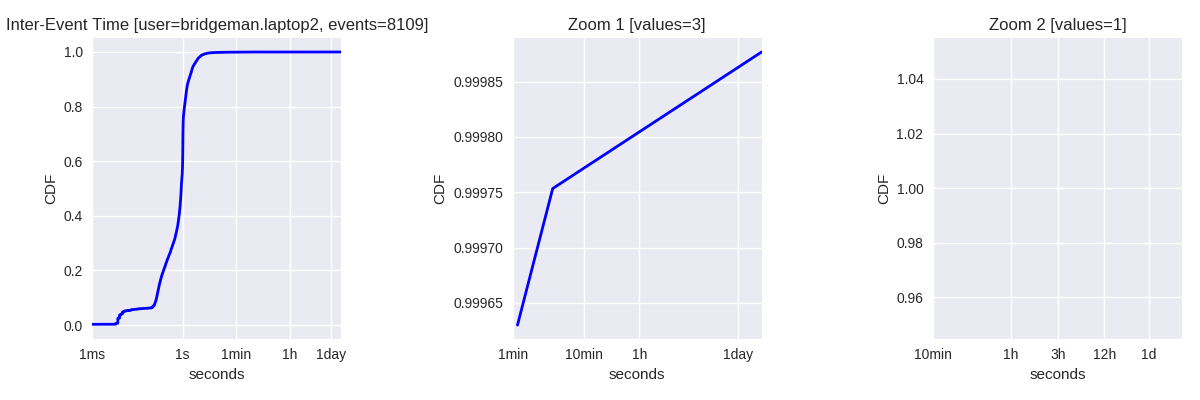 Inter-Event Time [user=bridgeman.laptop2, events=8109]
1.0
0.8
0.6
0.4
0.2
0.0
CDF
1ms 1s 1min 1h 1day
seconds
Zoom 1 [values=3]
0.99985
0.99980
0.99975
0.99970
0.99965
CDF
1min 10min 1h 1day
seconds
Zoom 2 [values=1]
1.04
1.02
1.00
0.98
0.96
CDF
10min 1h 3h 12h 1d
seconds